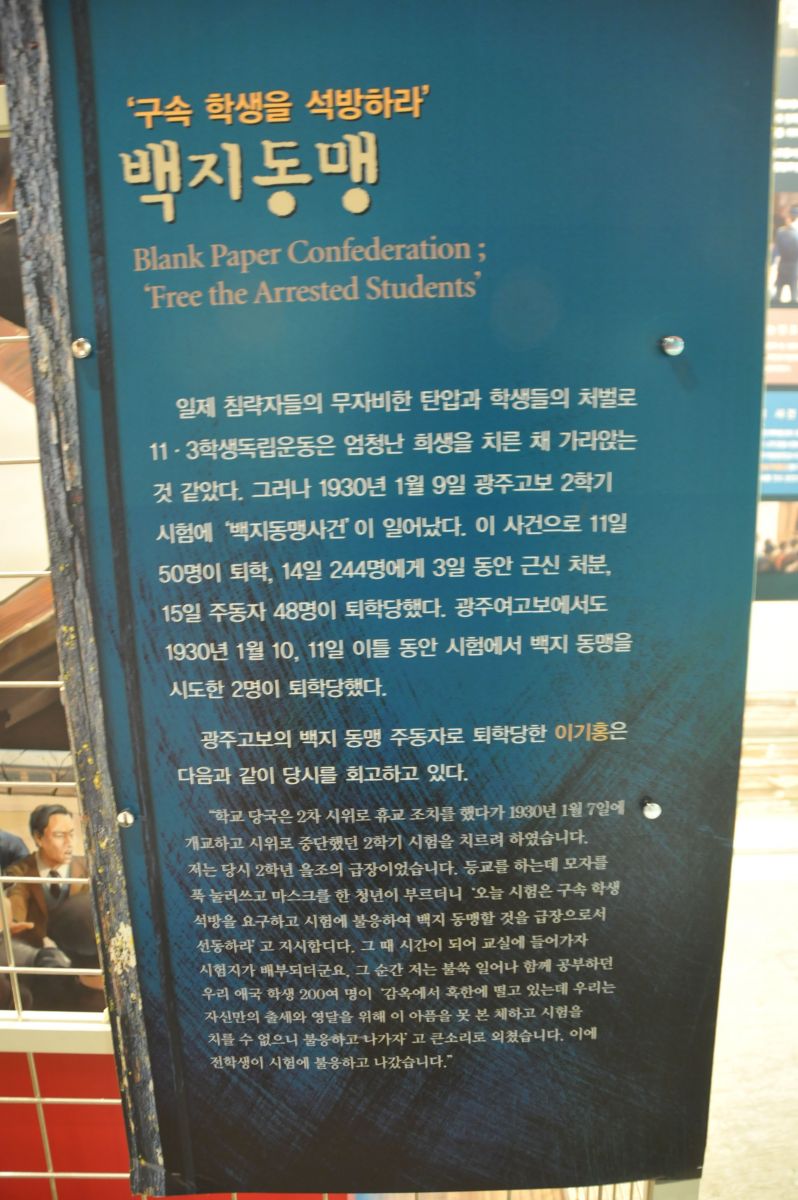 ‘구속 학생을 석방하라’
백지동맹
Blank Paper Confederation ;
‘Free the Arrested Students’
일제 침략자들의 무자비한 탄압과 학생들의 처벌로
11·3학생독립운동은 엄청난 희생을 치른 채 가라앉는
것 같았다. 그러나 1930년 1월 9일 광주고보 2학기
시험에 ‘백지동맹사건’이 일어났다. 이 사건으로 11일
50명이 퇴학, 14일 244명에게 3일 동안 근신 처분,
15일 주동자 48명이 퇴학당했다. 광주여고보에서도
1930년 1월 10, 11일 이틀 동안 시험에서 백지 동맹을
시도한 2명이 퇴학당했다.
광주고보의 백지 동맹 주동자로 퇴학당한 이기홍은
다음과 같이 당시를 회고하고 있다.
“학교 당국은 2차 시위로 휴교 조치를 했다가 1930년 1월 7일에
개교하고 시위로 중단했던 2학기 시험을 치르려 하였습니다.
저는 당시 2학년 을조의 급장이었습니다. 등교를 하는데 모자를
푹 눌러쓰고 마스크를 한 청년이 부르더니 ‘오늘 시험은 구속 학생
석방을 요구하고 시험에 불응하여 백지 동맹할 것을 급장으로서
선동하라’고 지시합디다. 그 때 시간이 되어 교실에 들어가자
시험지가 배부되더군요. 그 순간 저는 불쑥 일어나 함께 공부하던
우리 애국 학생 200여 명이 ‘감옥에서 혹한에 떨고 있는데 우리는
자신만의 출세와 영달을 위해 이 아픔을 못 본 체하고 시험을
치를 수 없으니 불응하고 나가자’고 큰소리로 외쳤습니다. 이에
전학생이 시험에 불응하고 나갔습니다.”